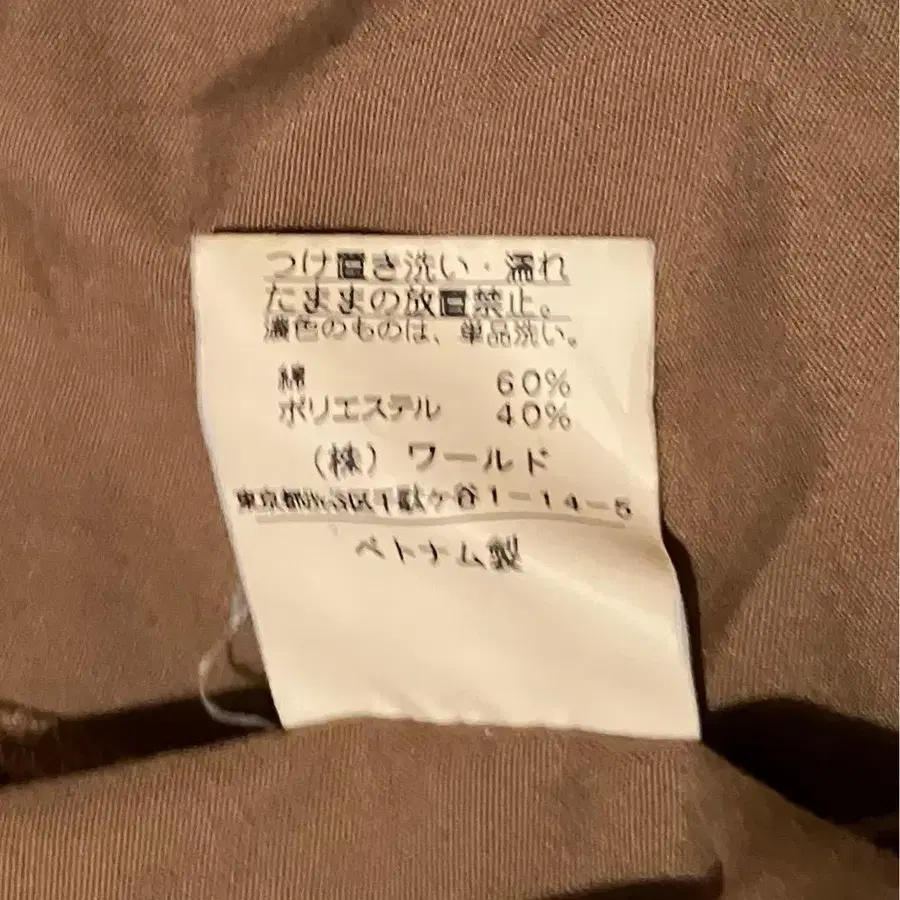 つけ置き洗い・濡れ
たままの放置禁止。
濃色のものは、単品洗い。
綿 60%
ポリエステル 40%
(株)ワールド
東京都渋谷区千駄ヶ谷1-14-5
ベトナム製